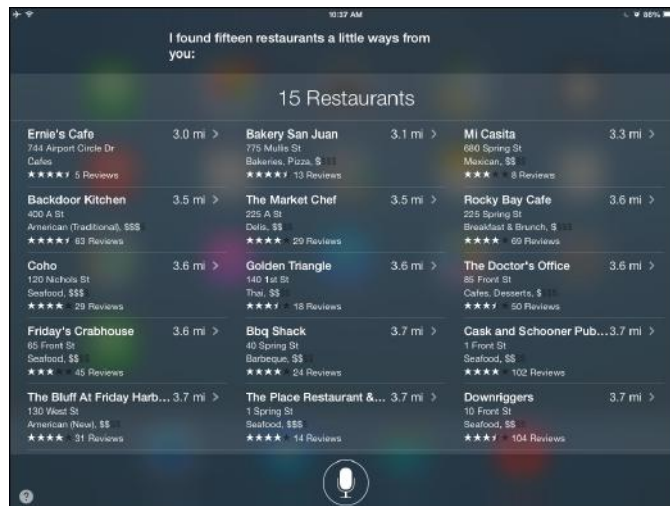 10:37 AM
88%
I found fifteen restaurants a little ways from
you:
15 Restaurants
Ernie's Cafe 3.0 mi >
744 Airport Circle Dr
Cafes
★★★★⯨ 5 Reviews
Bakery San Juan 3.1 mi >
775 Mullis St
Bakeries, Pizza, $$$$
★★★★⯨ 13 Reviews
Mi Casita 3.3 mi >
680 Spring St
Mexican, $$$$
★★★★★ 8 Reviews
Backdoor Kitchen 3.5 mi >
400 A St
American (Traditional), $$$$
★★★★⯨ 63 Reviews
The Market Chef 3.5 mi >
225 A St
Delis, $$$$
★★★★★ 29 Reviews
Rocky Bay Cafe 3.6 mi >
225 Spring St
Breakfast & Brunch, $$$$
★★★★★ 69 Reviews
Coho 3.6 mi >
120 Nichols St
Seafood, $$$$
★★★★★ 29 Reviews
Golden Triangle 3.6 mi >
140 1st St
Thai, $$$$
★★★⯨★ 18 Reviews
The Doctor's Office 3.6 mi >
85 Front St
Cafes, Desserts, $$$$
★★★⯨★ 50 Reviews
Friday's Crabhouse 3.6 mi >
65 Front St
Seafood, $$$$
★★★★★ 45 Reviews
Bbq Shack 3.7 mi >
40 Spring St
Barbeque, $$$$
★★★★★ 24 Reviews
Cask and Schooner Pub... 3.7 mi >
1 Front St
Seafood, $$$$
★★★★★ 102 Reviews
The Bluff At Friday Harb... 3.7 mi >
130 West St
American (New), $$$$
★★★★★ 31 Reviews
The Place Restaurant &... 3.7 mi >
1 Spring St
Seafood, $$$$
★★★★★ 14 Reviews
Downriggers 3.7 mi >
10 Front St
Seafood, $$$$
★★★⯨★ 104 Reviews
?